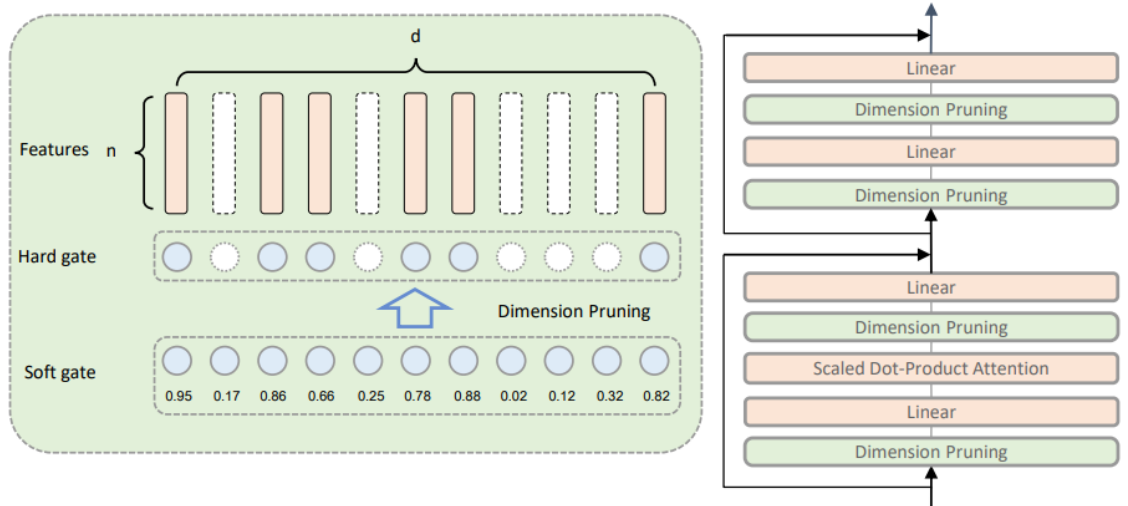 d
Features n
Hard gate
Dimension Pruning
Soft gate
0.95 0.17 0.86 0.66 0.25 0.78 0.88 0.02 0.12 0.32 0.82
Linear
Dimension Pruning
Linear
Dimension Pruning
Linear
Dimension Pruning
Scaled Dot-Product Attention
Linear
Dimension Pruning